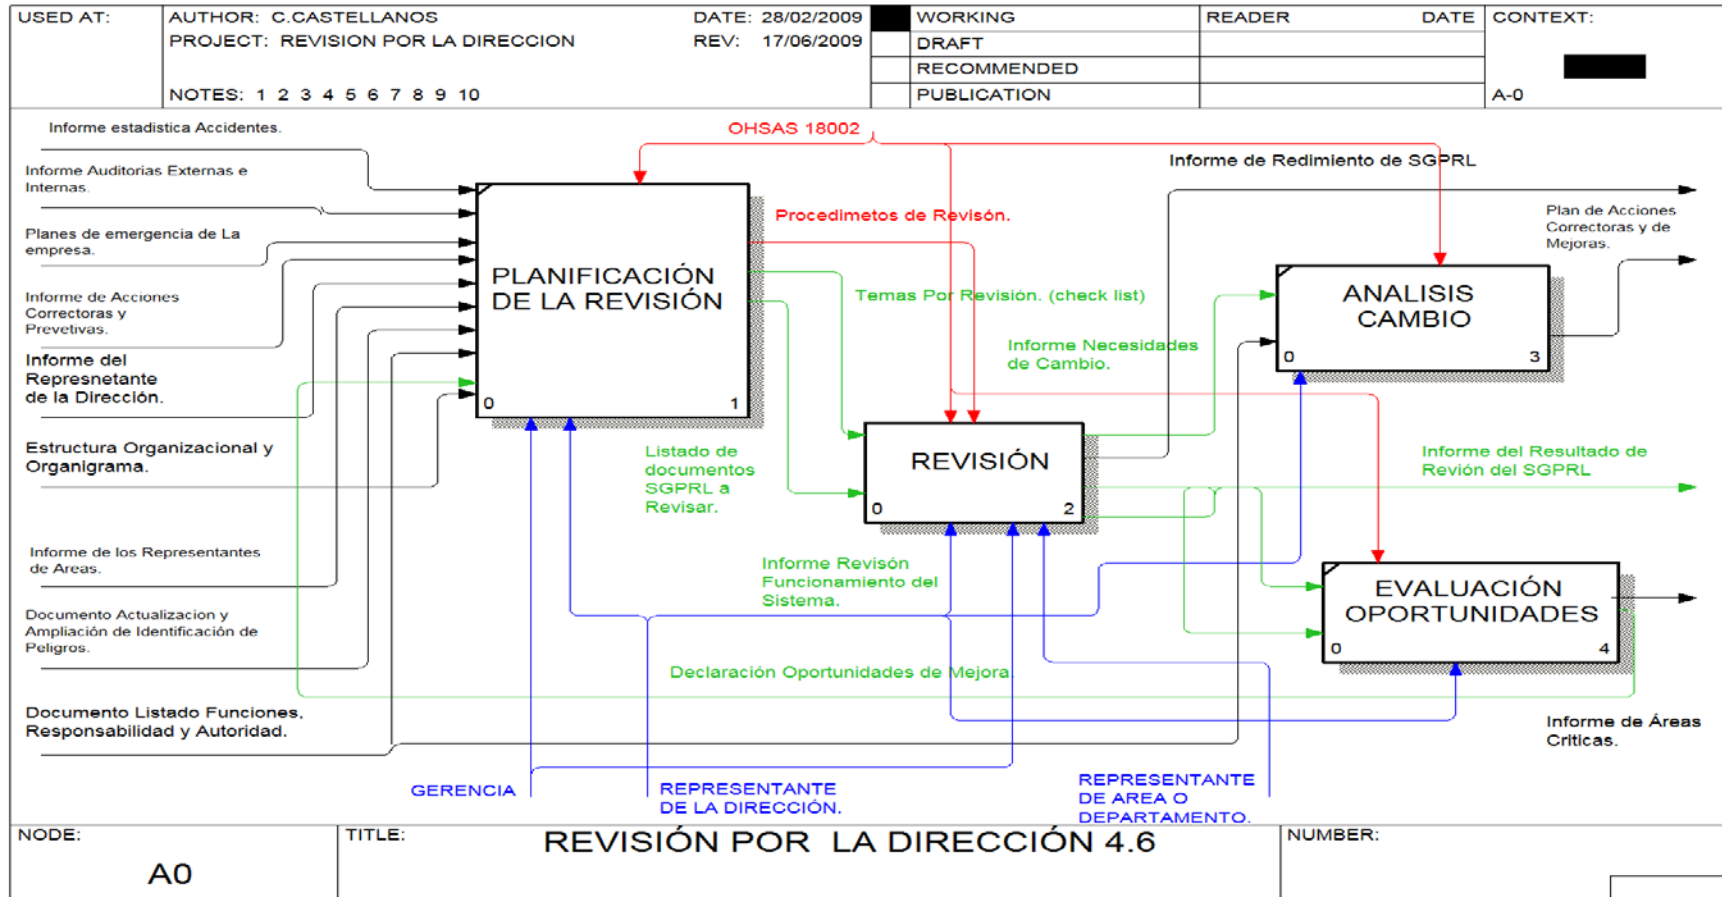 USED AT:
AUTHOR: C.CASTELLANOS
DATE: 28/02/2009
PROJECT: REVISION POR LA DIRECCION
REV: 17/06/2009
NOTES: 1 2 3 4 5 6 7 8 9 10
WORKING
DRAFT
RECOMMENDED
PUBLICATION
READER
DATE
CONTEXT:
A-0
Informe estadistica Accidentes.
Informe Auditorias Externas e
Internas.
Planes de emergencia de La
empresa.
Informe de Acciones
Correctoras y
Prevetivas.
Informe del
Represnetante
de la Dirección.
Estructura Organizacional y
Organigrama.
Informe de los Representantes
de Areas.
Documento Actualizacion y
Ampliación de Identificación de
Peligros.
Documento Listado Funciones,
Responsabilidad y Autoridad.
OHSAS 18002
PLANIFICACIÓN
DE LA REVISIÓN
0
1
Procedimetos de Revisón.
Temas Por Revisión. (check list)
Informe Necesidades
de Cambio.
Listado de
documentos
SGPRL a
Revisar.
REVISIÓN
0
2
Informe Revisón
Funcionamiento del
Sistema.
Declaración Oportunidades de Mejora.
Informe de Redimiento de SGPRL
Plan de Acciones
Correctoras y de
Mejoras.
ANALISIS
CAMBIO
0
3
Informe del Resultado de
Revión del SGPRL
EVALUACIÓN
OPORTUNIDADES
0
4
Informe de Áreas
Criticas.
GERENCIA
REPRESENTANTE
DE LA DIRECCIÓN.
REPRESENTANTE
DE AREA O
DEPARTAMENTO.
NODE:
A0
TITLE:
REVISIÓN POR LA DIRECCIÓN 4.6
NUMBER: